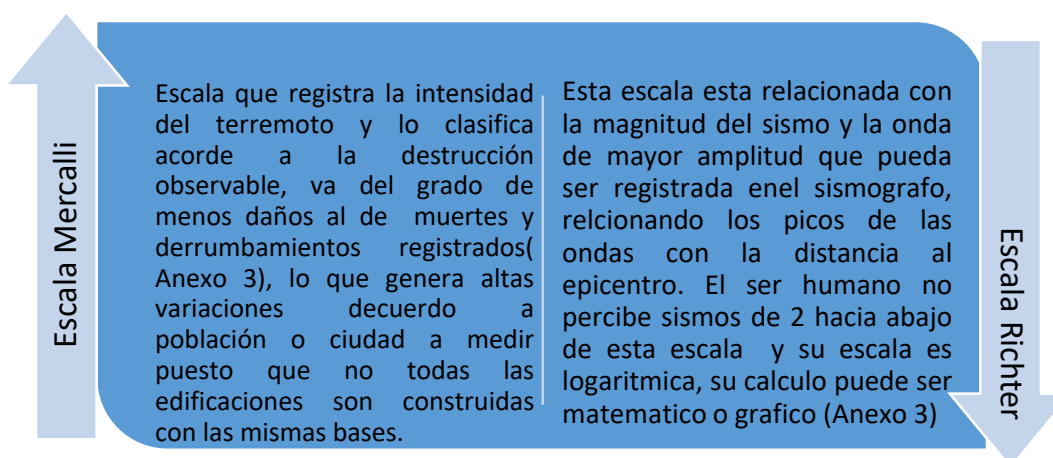 Escala Mercalli
Escala que registra la intensidad
del terremoto y lo clasifica
acorde a la destrucción
observable, va del grado de
menos daños al de muertes y
derrumbamientos registrados(
Anexo 3), lo que genera altas
variaciones decuerdo a
población o ciudad a medir
puesto que no todas las
edificaciones son construidas
con las mismas bases.
Esta escala esta relacionada con
la magnitud del sismo y la onda
de mayor amplitud que pueda
ser registrada enel sismografo,
relcionando los picos de las
ondas con la distancia al
epicentro. El ser humano no
percibe sismos de 2 hacia abajo
de esta escala y su escala es
logaritmica, su calculo puede ser
matematico o grafico (Anexo 3)
Escala Richter